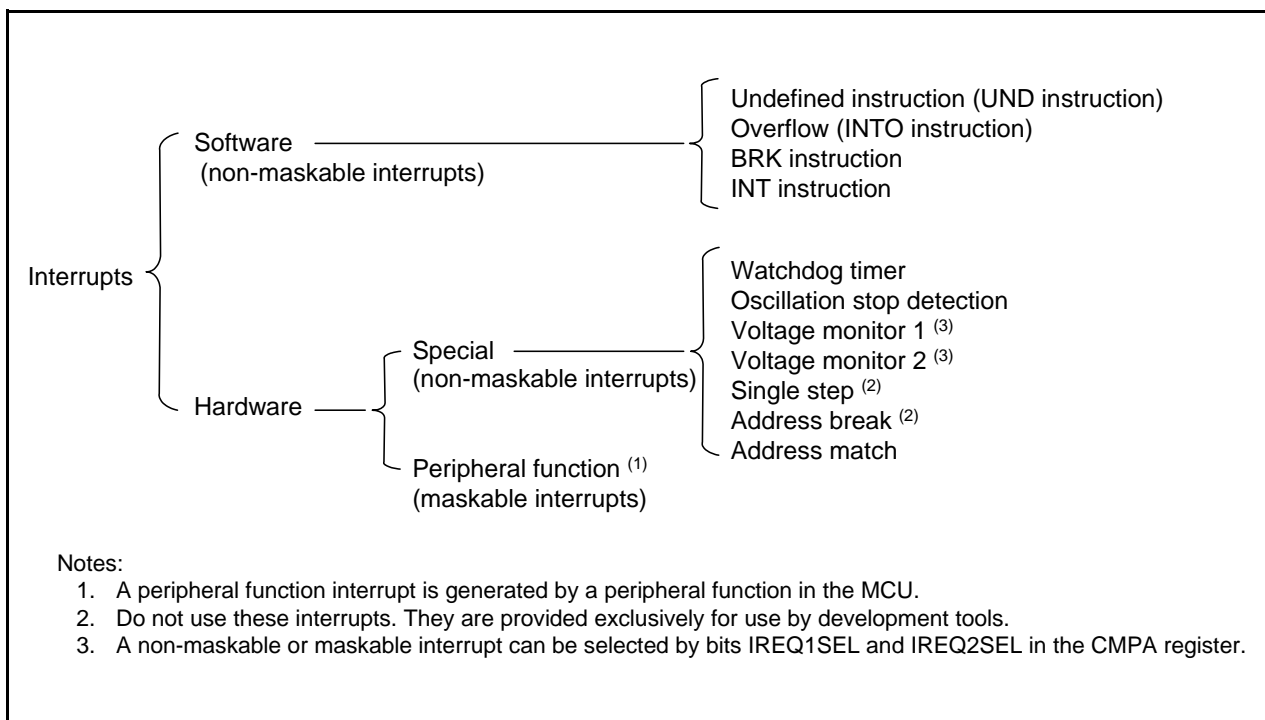 Interrupts
Software
(non-maskable interrupts)
Undefined instruction (UND instruction)
Overflow (INTO instruction)
BRK instruction
INT instruction
Hardware
Special
(non-maskable interrupts)
Watchdog timer
Oscillation stop detection
Voltage monitor 1 (3)
Voltage monitor 2 (3)
Single step (2)
Address break (2)
Address match
Peripheral function (1)
(maskable interrupts)
Notes:
1. A peripheral function interrupt is generated by a peripheral function in the MCU.
2. Do not use these interrupts. They are provided exclusively for use by development tools.
3. A non-maskable or maskable interrupt can be selected by bits IREQ1SEL and IREQ2SEL in the CMPA register.